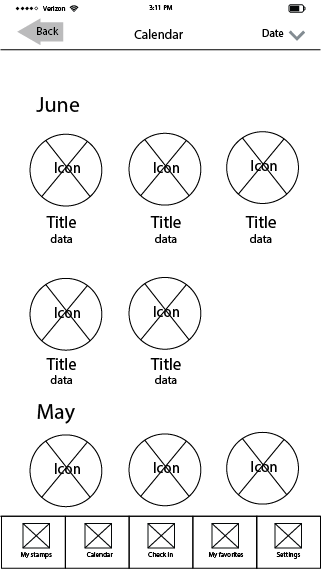 Verizon 3:11 PM
Back Calendar Date
June
Icon Icon Icon
Title Title Title
data data data
Icon Icon
Title Title
data data
May
Icon Icon Icon
My stamps Calendar Check in My favorites Settings